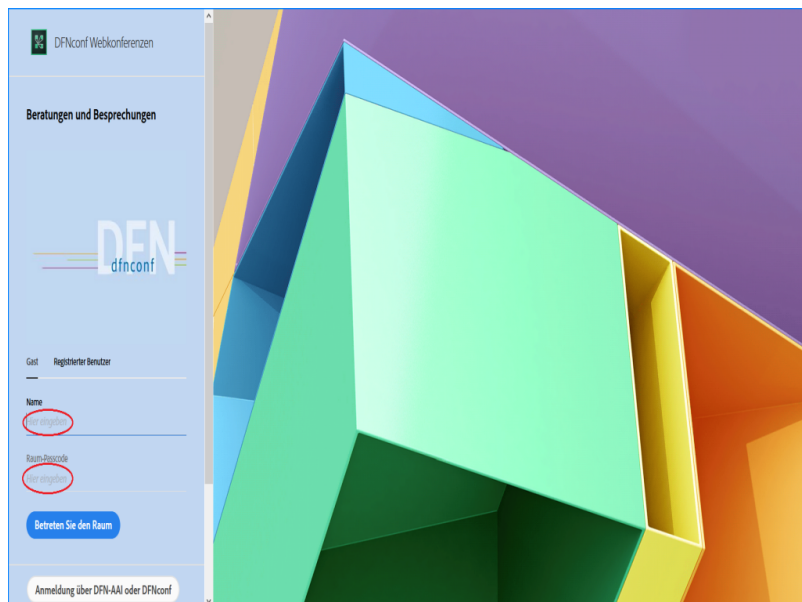 DFNconf Webkonferenzen
Beratungen und Besprechungen
DFN
dfnconf
Gast Registrierter Benutzer
Name
Hier eingeben
Raum-Passcode
Hier eingeben
Betreten Sie den Raum
Anmeldung über DFN-AAI oder DFNconf